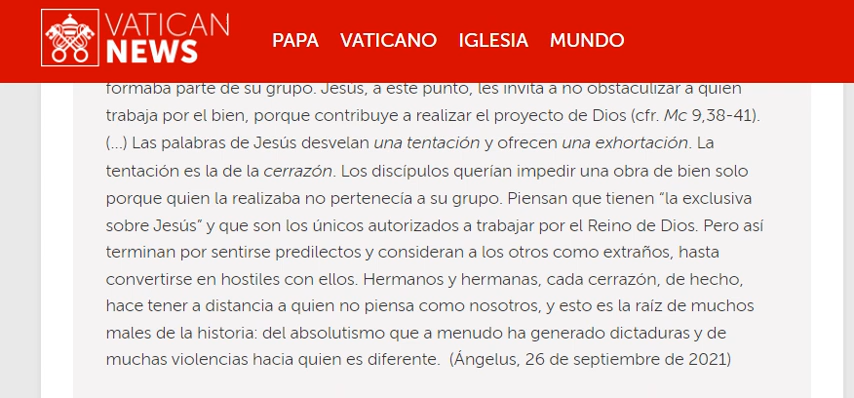 VATICAN
NEWS
PAPA VATICANO IGLESIA MUNDO
formaba parte de su grupo. Jesús, a este punto, les invita a no obstaculizar a quien
trabaja por el bien, porque contribuye a realizar el proyecto de Dios (cfr. Mc 9,38-41).
(...) Las palabras de Jesús desvelan una tentación y ofrecen una exhortación. La
tentación es la de la cerrazón. Los discípulos querían impedir una obra de bien solo
porque quien la realizaba no pertenecía a su grupo. Piensan que tienen “la exclusiva
sobre Jesús” y que son los únicos autorizados a trabajar por el Reino de Dios. Pero así
terminan por sentirse predilectos y consideran a los otros como extraños, hasta
convertirse en hostiles con ellos. Hermanos y hermanas, cada cerrazón, de hecho,
hace tener a distancia a quien no piensa como nosotros, y esto es la raíz de muchos
males de la historia: del absolutismo que a menudo ha generado dictaduras y de
muchas violencias hacia quien es diferente. (Ángelus, 26 de septiembre de 2021)